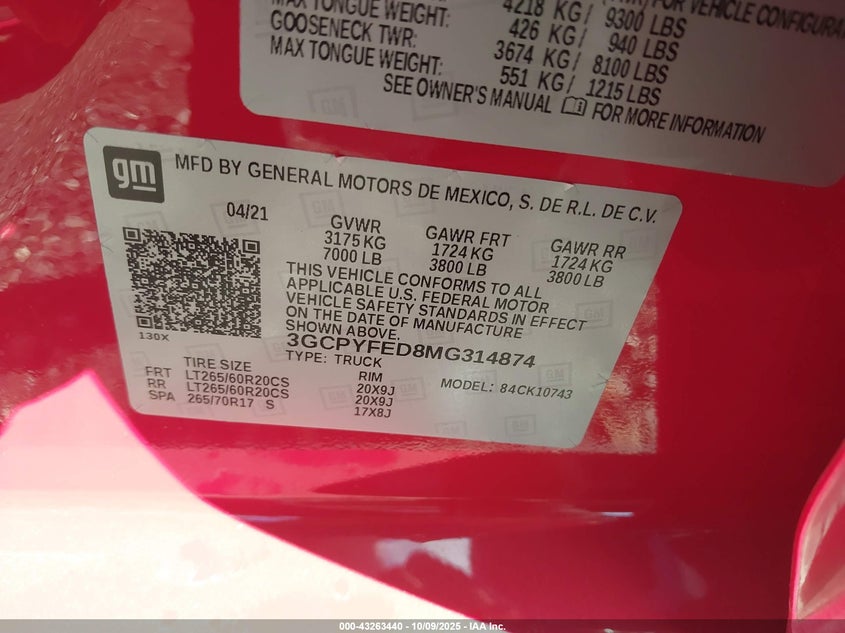 MAX TONGUE WEIGHT: 4218 KG/ 9300 LBS
GOOSENECK TWR: 426 KG/ 940 LBS
MAX TONGUE WEIGHT: 3674 KG/ 8100 LBS
551 KG/ 1215 LBS
SEE OWNER'S MANUAL FOR MORE INFORMATION
FOR VEHICLE
gm
MFD BY GENERAL MOTORS DE MEXICO, S. DE R.L. DE C.V.
04/21
GVWR GAWR FRT GAWR RR
3175 KG 1724 KG 1724 KG
7000 LB 3800 LB 3800 LB
THIS VEHICLE CONFORMS TO ALL
APPLICABLE U.S. FEDERAL MOTOR
VEHICLE SAFETY STANDARDS IN EFFECT
ON THE DATE OF MANUFACTURE
SHOWN ABOVE.
130X
3GCPYFED8MG314874
TYPE: TRUCK
TIRE SIZE RIM MODEL: 84CK10743
FRT LT265/60R20CS 20X9J
RR LT265/60R20CS 20X9J
SPA 265/70R17 S 17X8J
000-43263440 - 10/09/2025 - IAA Inc.